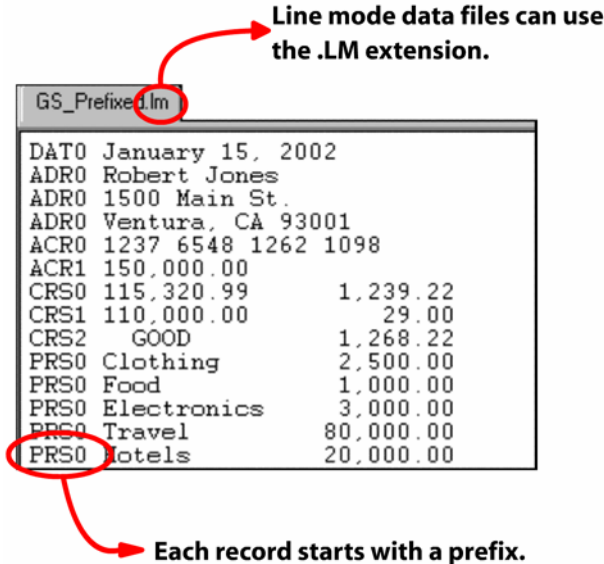 Line mode data files can use
the .LM extension.
GS_Prefixed.lm
DAT0 January 15, 2002
ADR0 Robert Jones
ADR0 1500 Main St.
ADR0 Ventura, CA 93001
ACR0 1237 6548 1262 1098
ACR1 150,000.00
CRS0 115,320.99 1,239.22
CRS1 110,000.00 29.00
CRS2 GOOD 1,268.22
PRS0 Clothing 2,500.00
PRS0 Food 1,000.00
PRS0 Electronics 3,000.00
PRS0 Travel 80,000.00
PRS0 Hotels 20,000.00
Each record starts with a prefix.